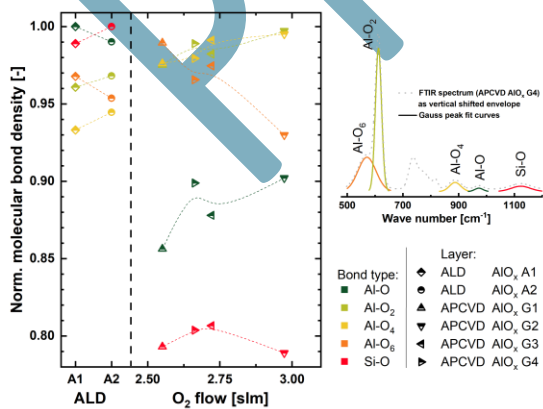 Norm. molecular bond density [-]
1.00
0.95
0.90
0.85
0.80
A1 A2 2.50 2.75 3.00
ALD O₂ flow [slm]
Al-O₂
FTIR spectrum (APCVD AlOₓ G4)
as vertical shifted envelope
Gauss peak fit curves
Al-O₆
Al-O₄
Al-O
Si-O
500 600 700 800 900 1000 1100 1200
Wave number [cm⁻¹]
Bond type:
Al-O
Al-O₂
Al-O₄
Al-O₆
Si-O
Layer:
ALD AlOₓ A1
ALD AlOₓ A2
APCVD AlOₓ G1
APCVD AlOₓ G2
APCVD AlOₓ G3
APCVD AlOₓ G4